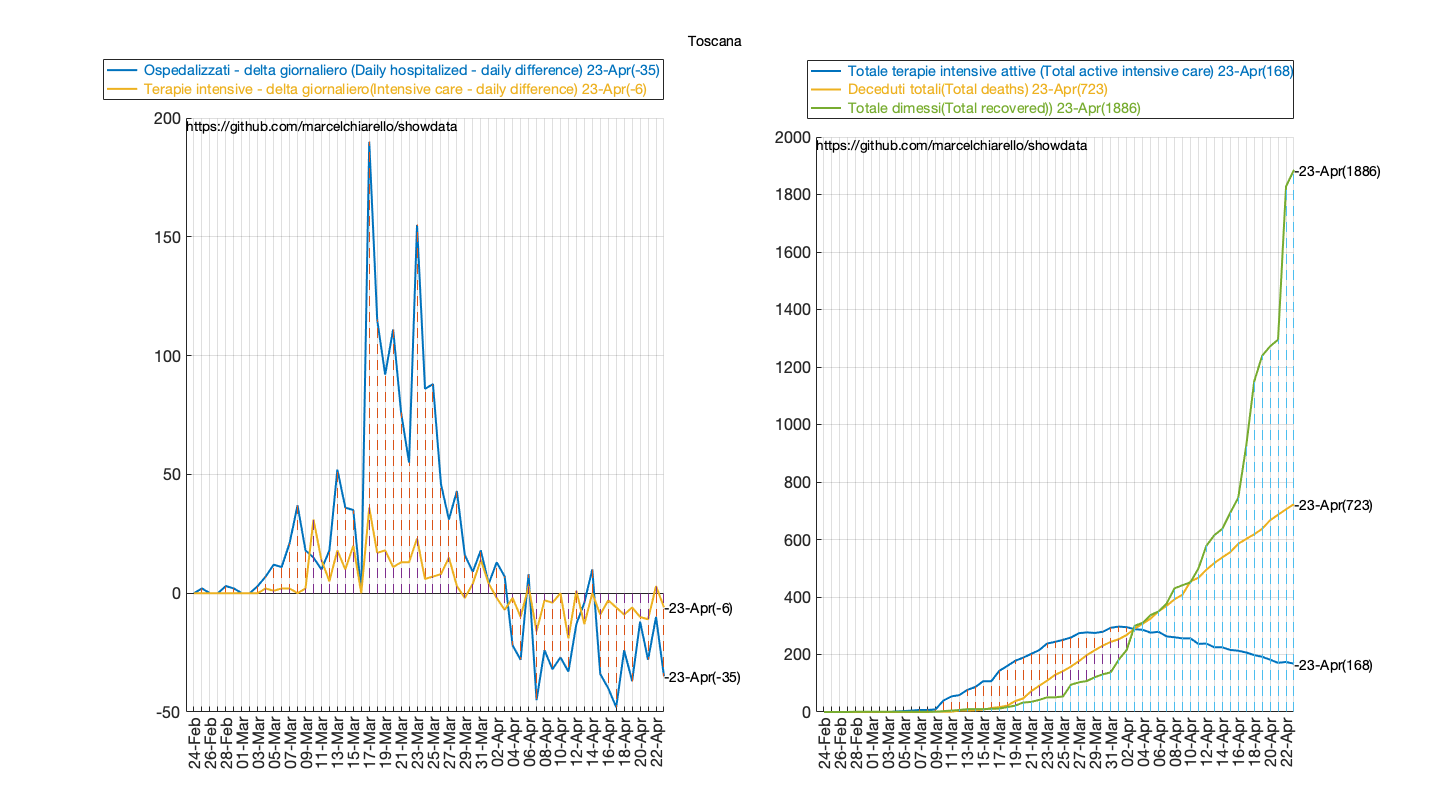 Toscana
Ospedalizzati - delta giornaliero (Daily hospitalized - daily difference) 23-Apr(-35)
Terapie intensive - delta giornaliero(Intensive care - daily difference) 23-Apr(-6)
200
https://github.com/marcelchiarello/showdata
150
100
50
0
-50
-23-Apr(-6)
-23-Apr(-35)
24-Feb
26-Feb
28-Feb
01-Mar
03-Mar
05-Mar
07-Mar
09-Mar
11-Mar
13-Mar
15-Mar
17-Mar
19-Mar
21-Mar
23-Mar
25-Mar
27-Mar
29-Mar
31-Mar
02-Apr
04-Apr
06-Apr
08-Apr
10-Apr
12-Apr
14-Apr
16-Apr
18-Apr
20-Apr
22-Apr
Totale terapie intensive attive (Total active intensive care) 23-Apr(168)
Deceduti totali(Total deaths) 23-Apr(723)
Totale dimessi(Total recovered)) 23-Apr(1886)
2000
https://github.com/marcelchiarello/showdata
1800
1600
1400
1200
1000
800
600
400
200
0
-23-Apr(1886)
-23-Apr(723)
-23-Apr(168)
24-Feb
26-Feb
28-Feb
01-Mar
03-Mar
05-Mar
07-Mar
09-Mar
11-Mar
13-Mar
15-Mar
17-Mar
19-Mar
21-Mar
23-Mar
25-Mar
27-Mar
29-Mar
31-Mar
02-Apr
04-Apr
06-Apr
08-Apr
10-Apr
12-Apr
14-Apr
16-Apr
18-Apr
20-Apr
22-Apr